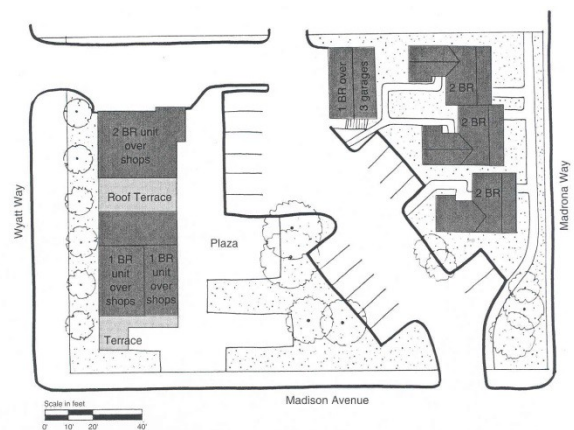 1 BR over
3 garages
2 BR
2 BR
2 BR
2 BR unit
over
shops
Roof Terrace
Wyatt Way
Madrona Way
Plaza
1 BR
unit
over
shops
1 BR
unit
over
shops
Terrace
Madison Avenue
Scale in feet
0' 10' 20' 40'